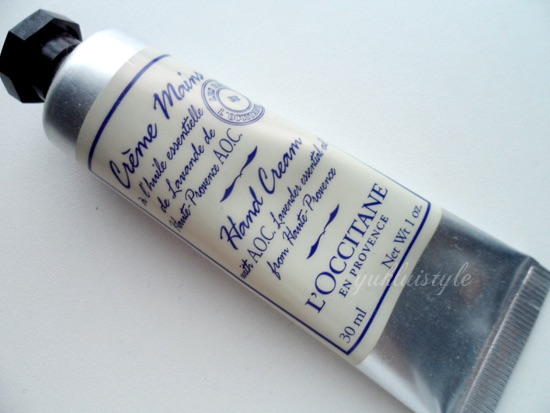 Crème Mains
à l'huile essentielle
de Lavande de
Haute-Provence A.O.C.
Hand Cream
with A.O.C. Lavender essential oil
from Haute-Provence
L'OCCITANE
EN PROVENCE
30 ml Net Wt 1 oz.
yukluistyle